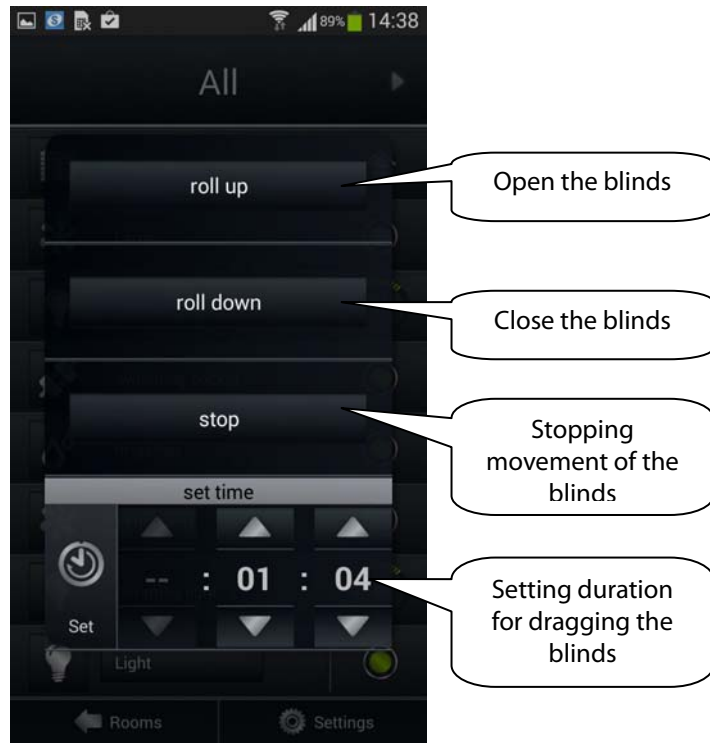 89% 14:38
All
roll up
Open the blinds
roll down
Close the blinds
stop
Stopping
movement of the
blinds
set time
-- : 01 : 04
Set
Setting duration
for dragging the
blinds
Light
Rooms
Settings